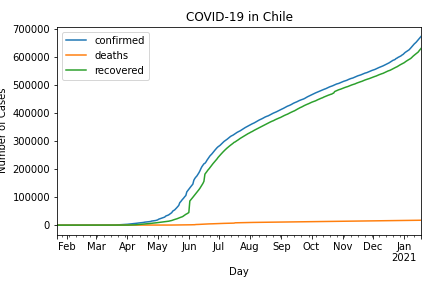 COVID-19 in Chile
700000
600000
500000
400000
300000
200000
100000
0
Number of Cases
confirmed
deaths
recovered
Feb Mar Apr May Jun Jul Aug Sep Oct Nov Dec Jan
2021
Day